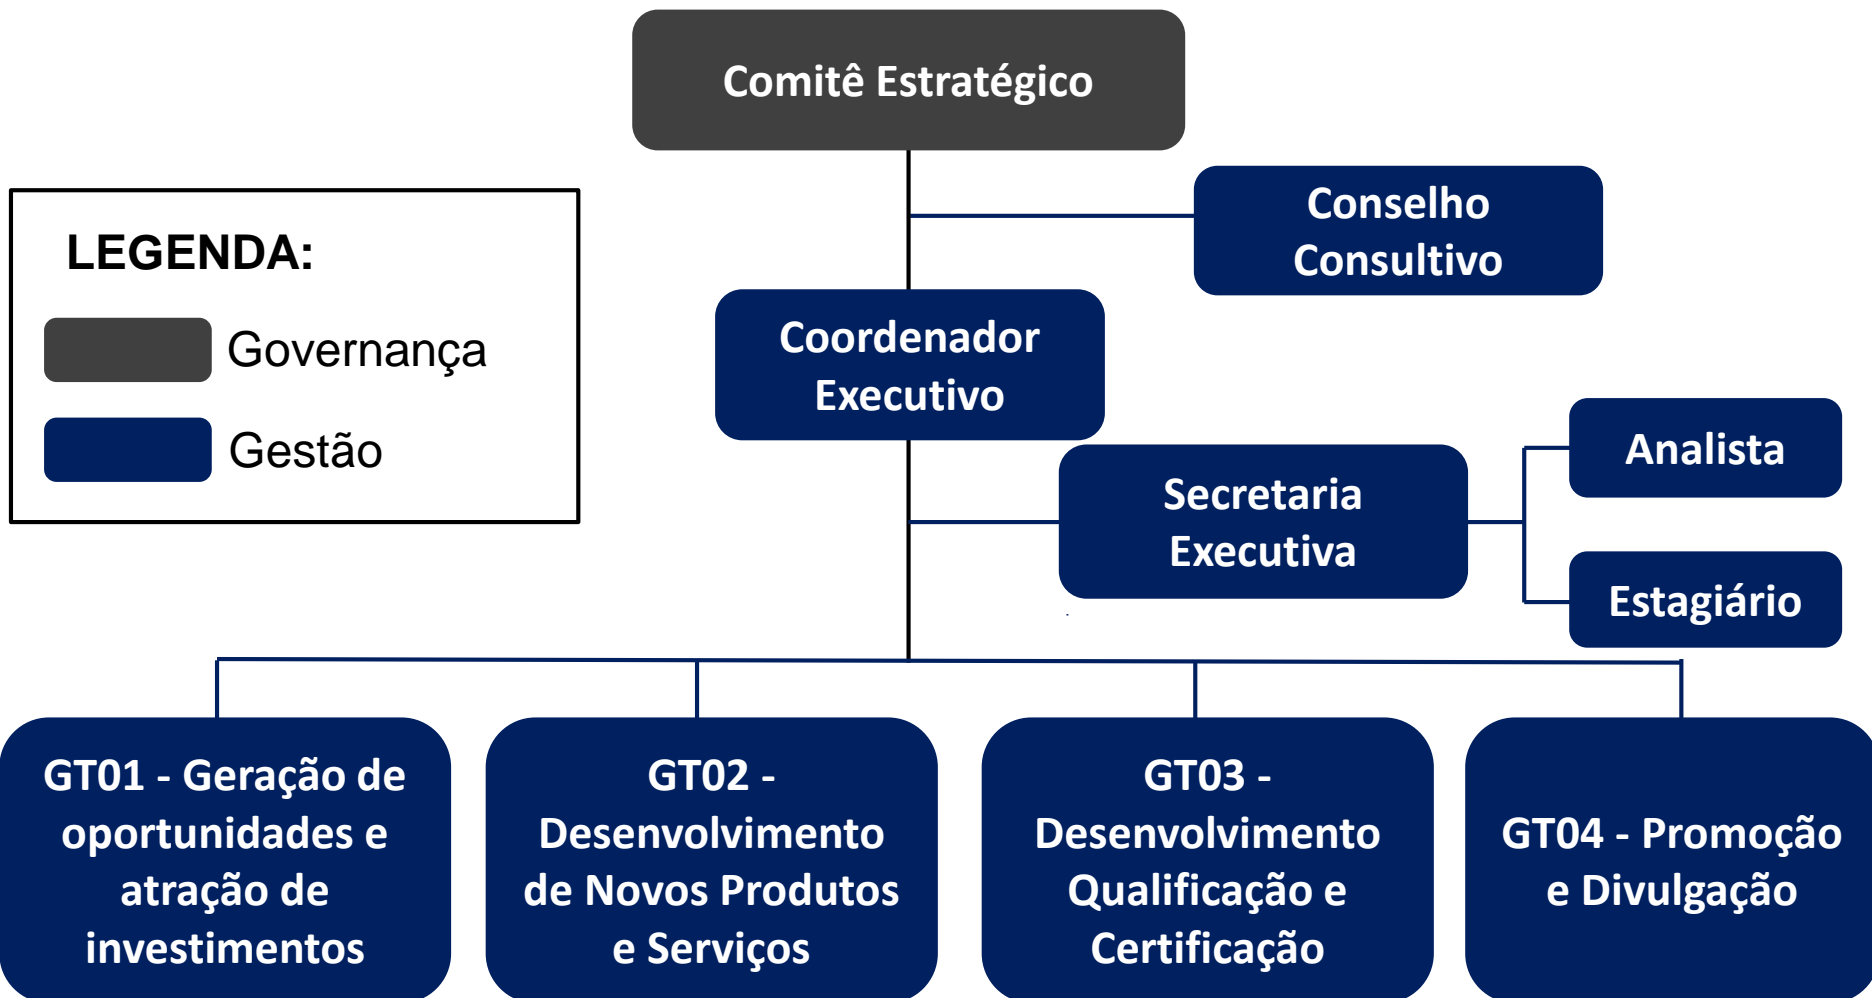 Comitê Estratégico
Conselho
Consultivo
LEGENDA:
Governança
Gestão
Coordenador
Executivo
Secretaria
Executiva
Analista
Estagiário
GT01 - Geração de
oportunidades e
atração de
investimentos
GT02 -
Desenvolvimento
de Novos Produtos
e Serviços
GT03 -
Desenvolvimento
Qualificação e
Certificação
GT04 - Promoção
e Divulgação